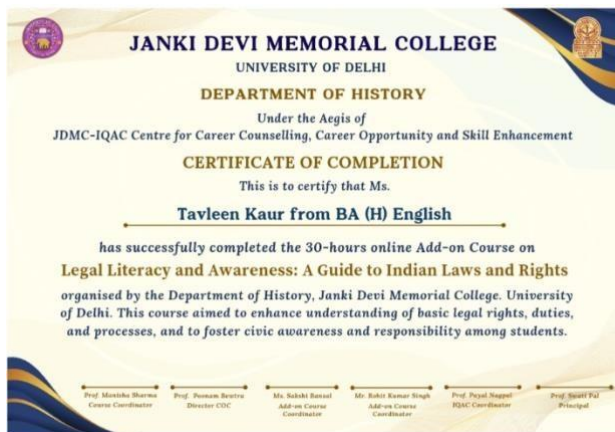 JANKI DEVI MEMORIAL COLLEGE
UNIVERSITY OF DELHI
DEPARTMENT OF HISTORY
Under the Aegis of
JDMC-IQAC Centre for Career Counselling, Career Opportunity and Skill Enhancement
CERTIFICATE OF COMPLETION
This is to certify that Ms.
Tavleen Kaur from BA (H) English
has successfully completed the 30-hours online Add-on Course on
Legal Literacy and Awareness: A Guide to Indian Laws and Rights
organised by the Department of History, Janki Devi Memorial College. University
of Delhi. This course aimed to enhance understanding of basic legal rights, duties,
and processes, and to foster civic awareness and responsibility among students.
Prof. Manisha Sharma
Course Coordinator
Prof. Poonam
Director COC
Ms. Sakshi Bansal
Add-on Course
Coordinator
Mr. Rohit Kumar Singh
Add-on Course
Coordinator
Prof. Payal Nagpal
IQAC Coordinator
Prof. Swati Pal
Principal